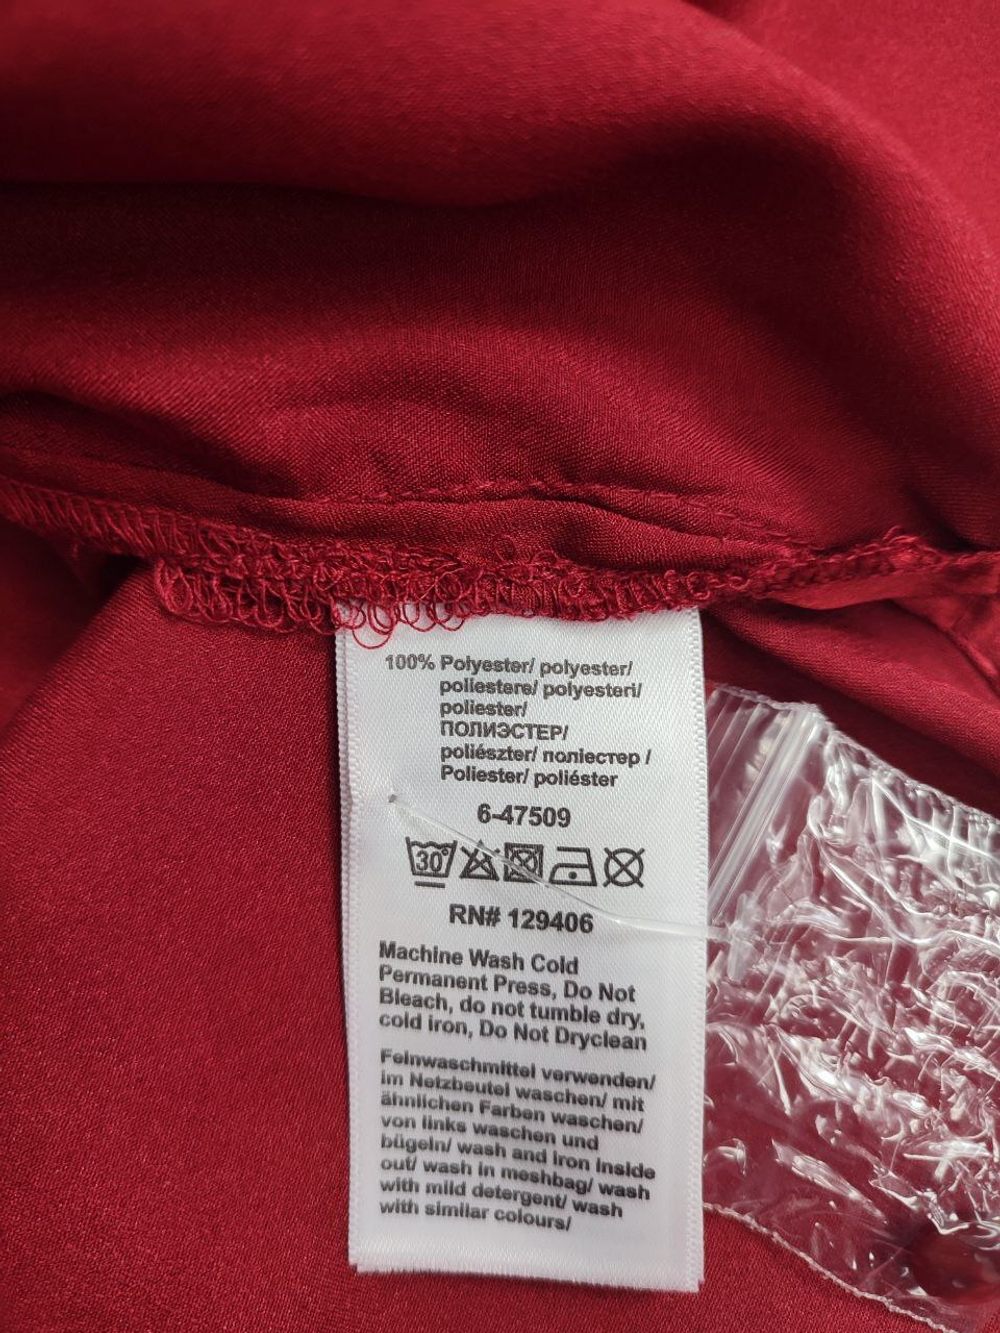 100% Polyester/ polyester/
poliestere/ polyesteri/
poliester/
ПОЛИЭСТЕР/
poliészter/ поліестер /
Poliester/ poliéster
6-47509
30
RN# 129406
Machine Wash Cold
Permanent Press, Do Not
Bleach, do not tumble dry,
cold iron, Do Not Dryclean
Feinwaschmittel verwenden/
im Netzbeutel waschen/ mit
ähnlichen Farben waschen/
von links waschen und
bügeln/ wash and iron inside
out/ wash in meshbag/ wash
with mild detergent/ wash
with similar colours/